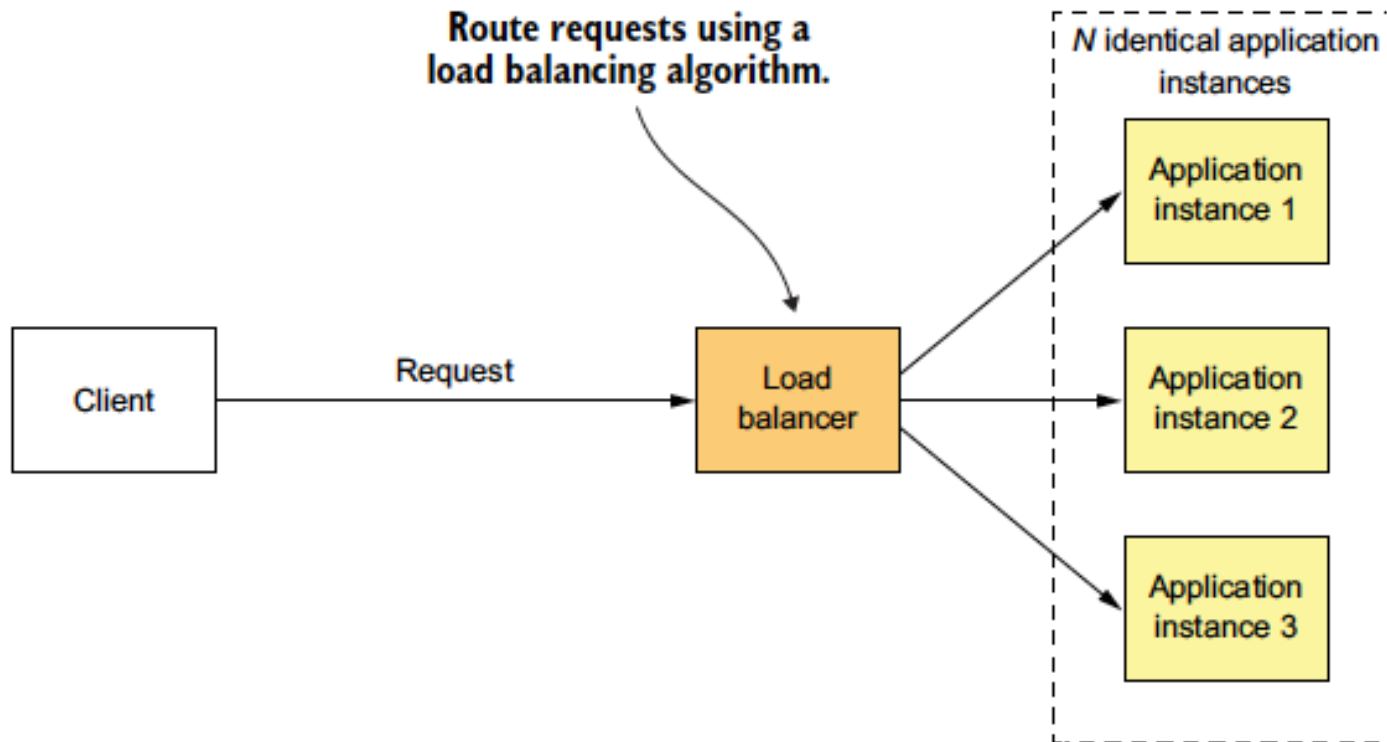 Route requests using a
load balancing algorithm.
N identical application
instances
Application
instance 1
Client
Request
Load
balancer
Application
instance 2
Application
instance 3